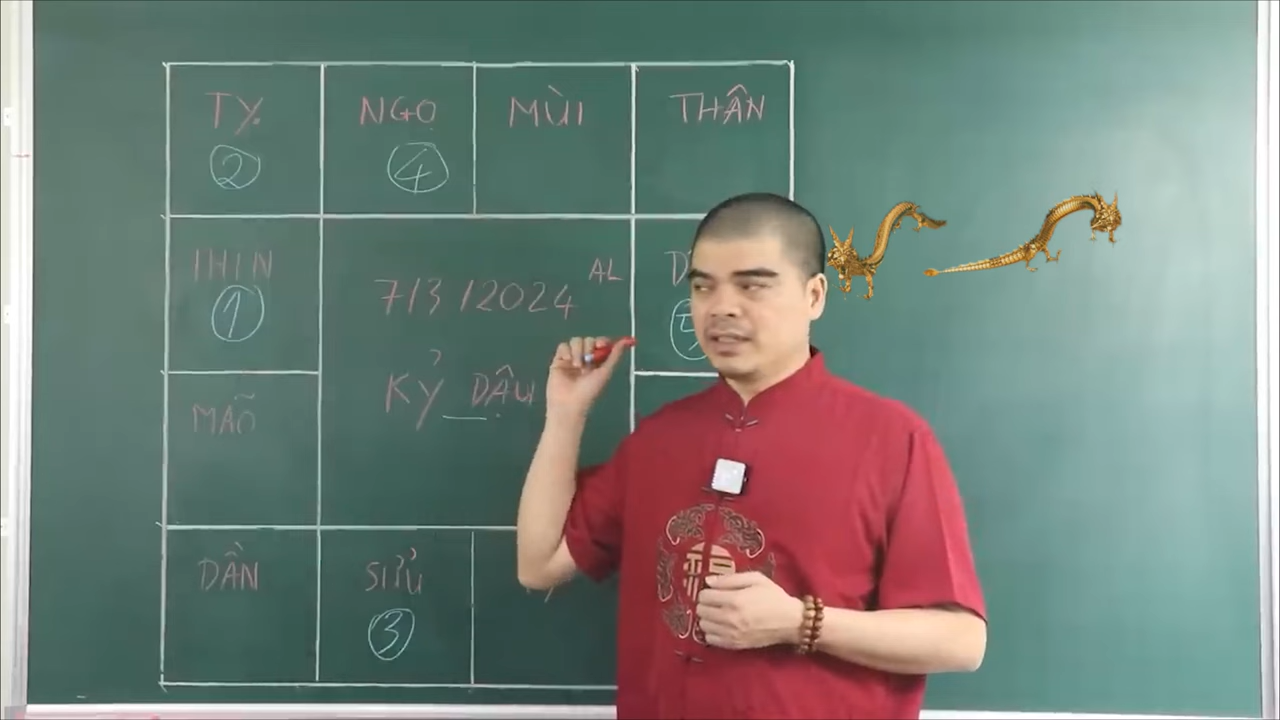 TỴ NGỌ MÙI THÂN
② ④
THÌN
①
7/3/2024 AL
KỶ DẬU
MÃO
DẦN SỬU
③